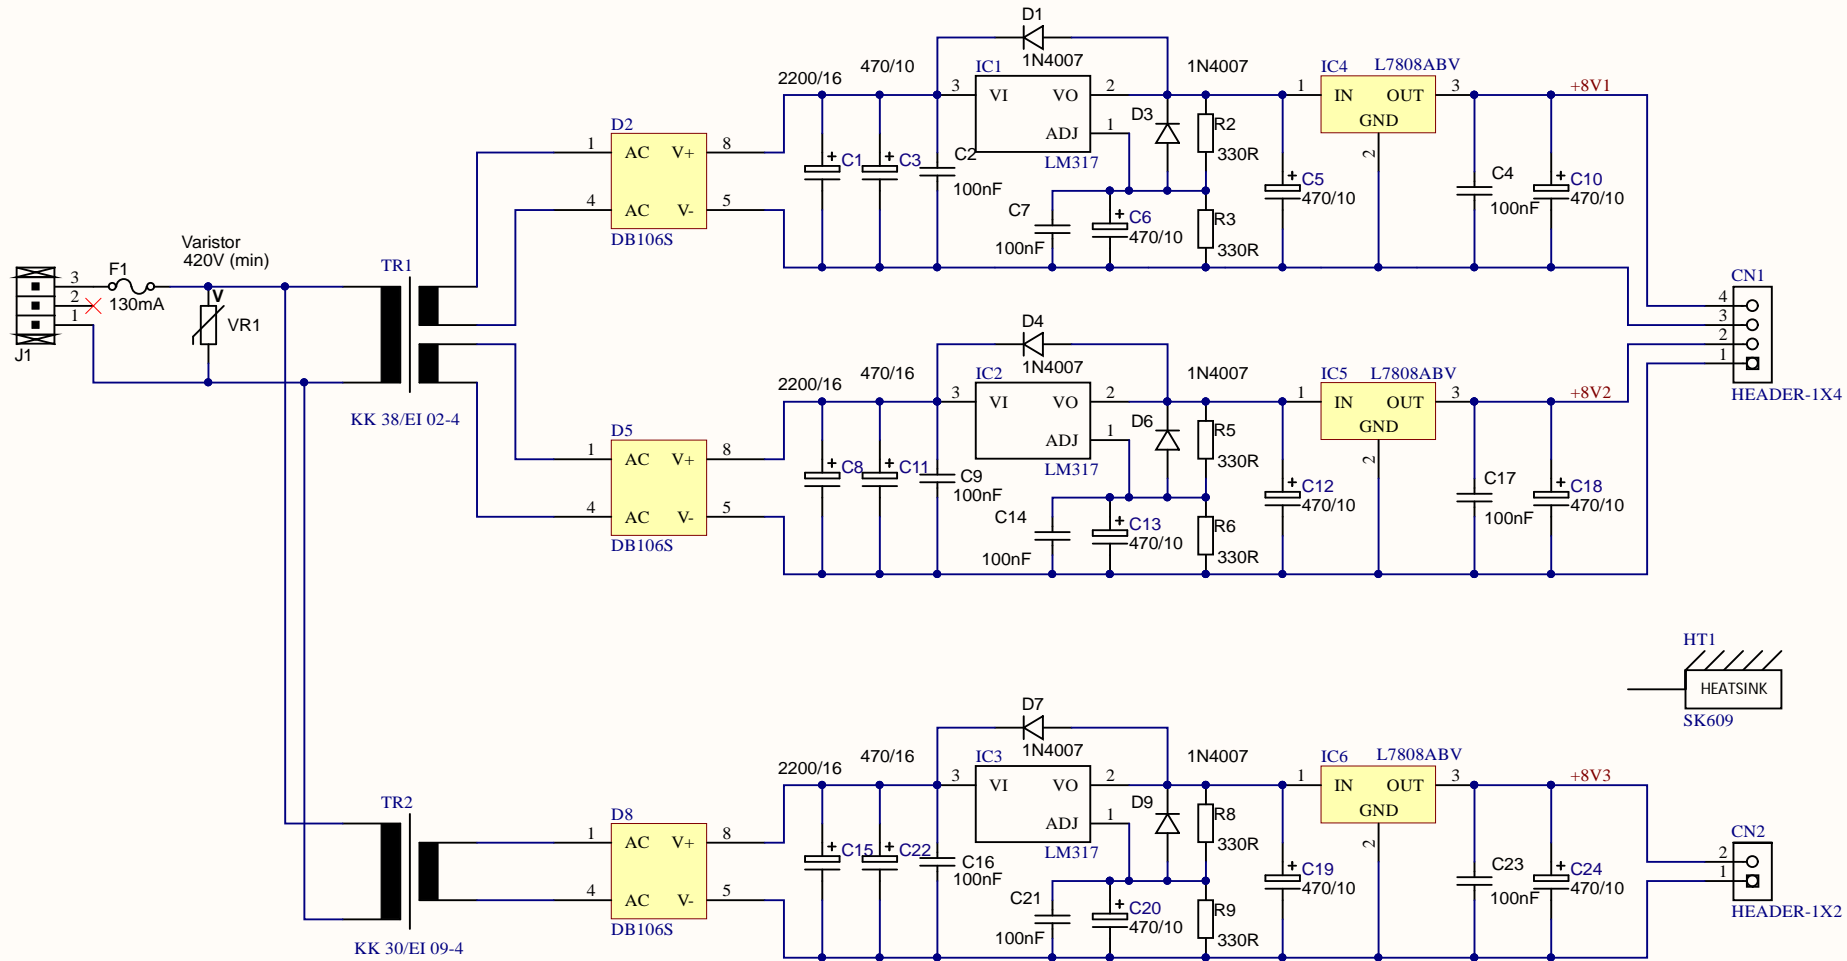 D1
1N4007
470/10
2200/16
IC1
3
VI
VO
2
ADJ
1
LM317
1N4007
D3
R2
330R
IC4
L7808ABV
1
IN
OUT
3
GND
2
+8V1
D2
1
AC
V+
8
4
AC
V-
5
DB106S
+
C1
+
C3
C2
100nF
C7
100nF
+
C6
470/10
R3
330R
+
C5
470/10
C4
100nF
+
C10
470/10
Varistor
420V (min)
F1
130mA
3
2
1
J1
V
VR1
TR1
KK 38/EI 02-4
CN1
4
3
2
1
HEADER-1X4
D4
1N4007
470/16
2200/16
IC2
3
VI
VO
2
ADJ
1
LM317
1N4007
D6
R5
330R
IC5
L7808ABV
1
IN
OUT
3
GND
2
+8V2
D5
1
AC
V+
8
4
AC
V-
5
DB106S
+
C8
+
C11
C9
100nF
C14
100nF
+
C13
470/10
R6
330R
+
C12
470/10
C17
100nF
+
C18
470/10
HT1
HEATSINK
SK609
D7
1N4007
470/16
2200/16
IC3
3
VI
VO
2
ADJ
1
LM317
1N4007
D9
R8
330R
IC6
L7808ABV
1
IN
OUT
3
GND
2
+8V3
TR2
KK 30/EI 09-4
D8
1
AC
V+
8
4
AC
V-
5
DB106S
+
C15
+
C22
C16
100nF
C21
100nF
+
C20
470/10
R9
330R
+
C19
470/10
C23
100nF
+
C24
470/10
CN2
2
1
HEADER-1X2